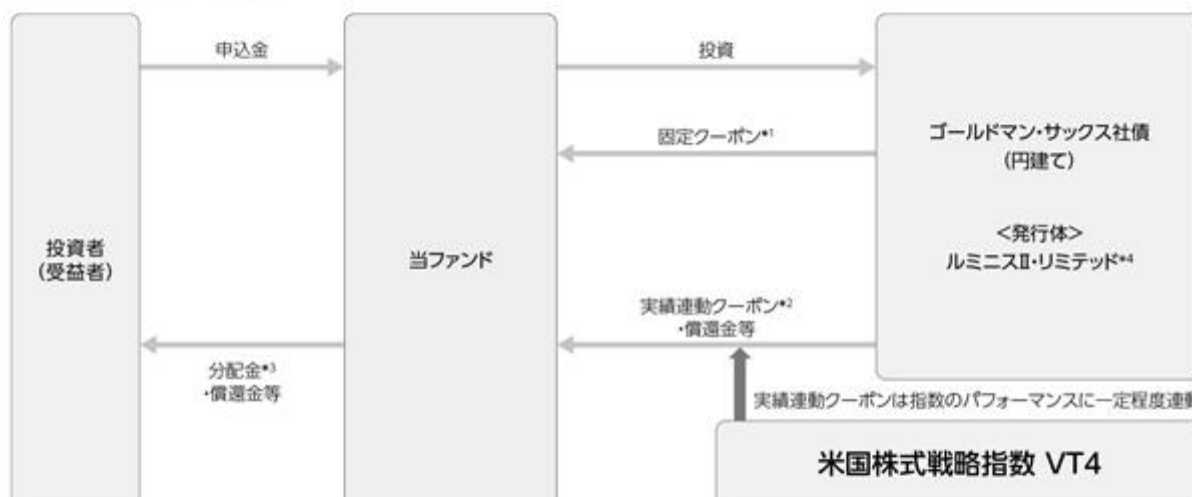 申込金
投資
固定クーポン*1
ゴールドマン・サックス社債
(円建て)
<発行体>
ルミニスⅡ・リミテッド*4
投資者
(受益者)
当ファンド
実績連動クーポン*2
・償還金等
分配金*3
・償還金等
実績連動クーポンは指数のパフォーマンスに一定程度連動
米国株式戦略指数 VT4